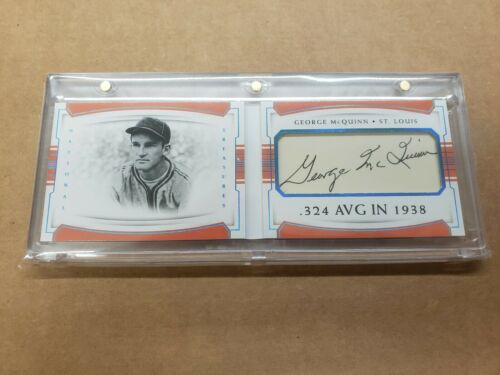 NATIONAL
TREASURES
GEORGE McQUINN • ST. LOUIS
George McQuinn
.324 AVG IN 1938